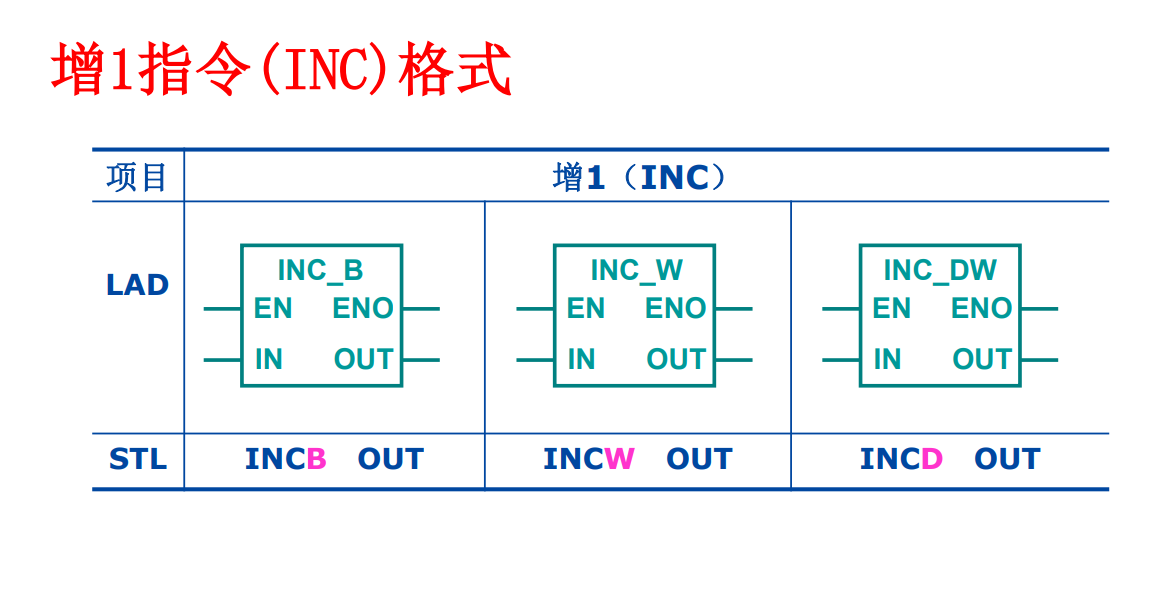 增1指令(INC)格式
项目 增1（INC）
INC_B INC_W INC_DW
LAD
EN ENO EN ENO EN ENO
IN OUT IN OUT IN OUT
STL INCB OUT INCW OUT INCD OUT